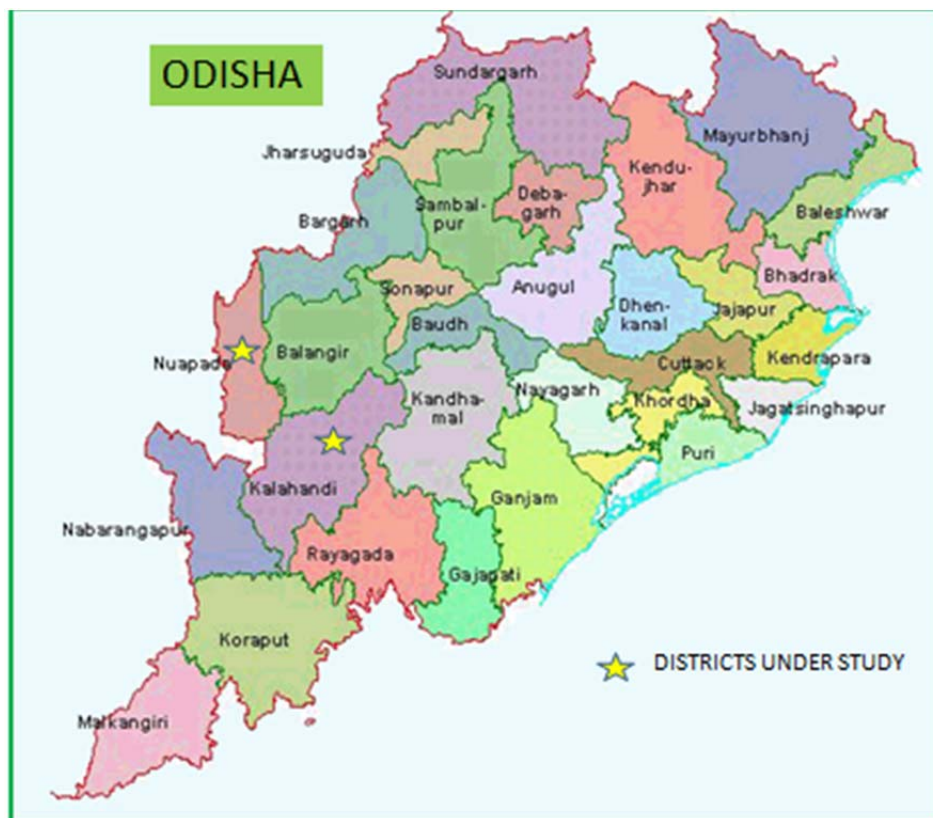 ODISHA
Sundargarh
Mayurbhanj
Jharsuguda
Kendu-
jhar
Deba-
garh
Sambal-
pur
Baleshwar
Bargarh
Bhadrak
Sonapur
Anugul
Dhen-
kanal
Jajapur
Baudh
Balangir
Nuapada
Cuttack
Kendrapara
Kandha-
mal
Nayagarh
Khordha
Jagatsinghapur
Puri
Kalahandi
Ganjam
Nabarangapur
Rayagada
Gajapati
Koraput
DISTRICTS UNDER STUDY
Malkangiri